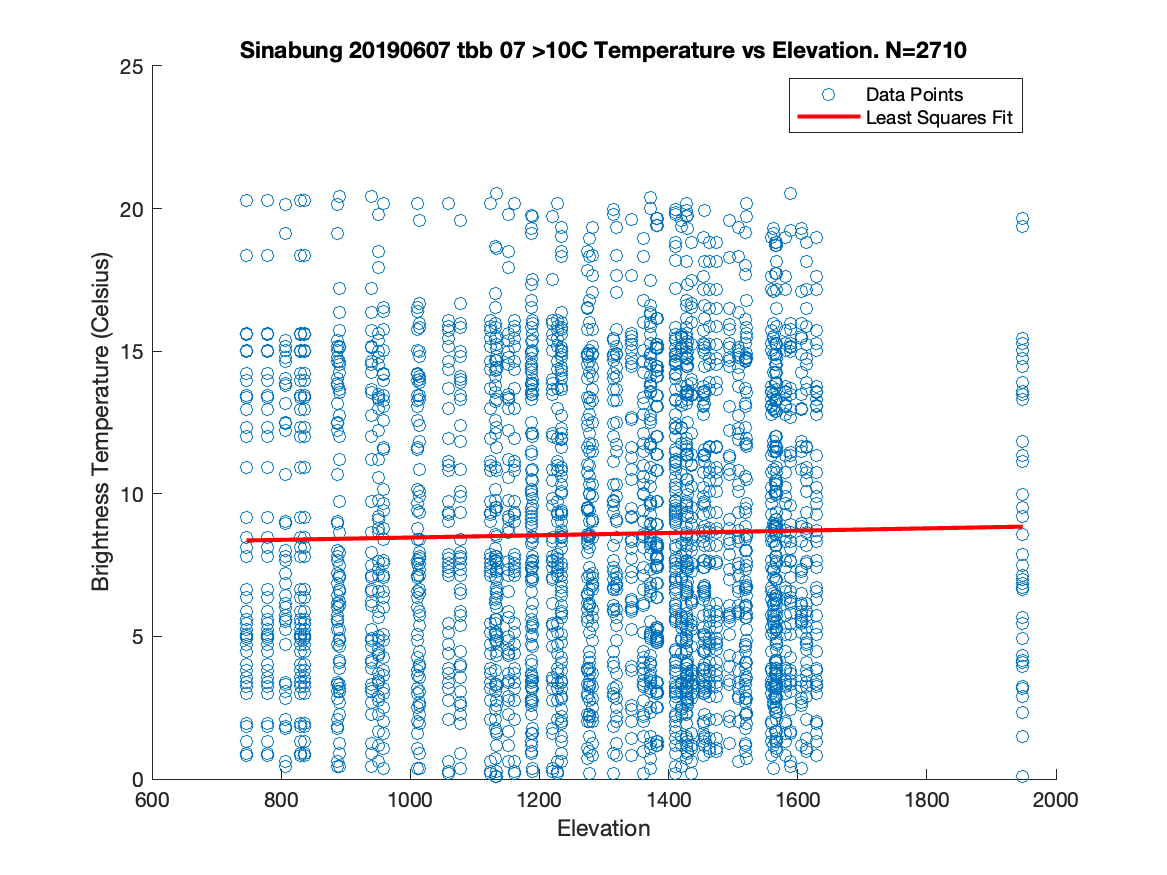 Sinabung 20190607 tbb 07 >10C Temperature vs Elevation. N=2710
Data Points
Least Squares Fit
Brightness Temperature (Celsius)
25
20
15
10
5
0
600 800 1000 1200 1400 1600 1800 2000
Elevation